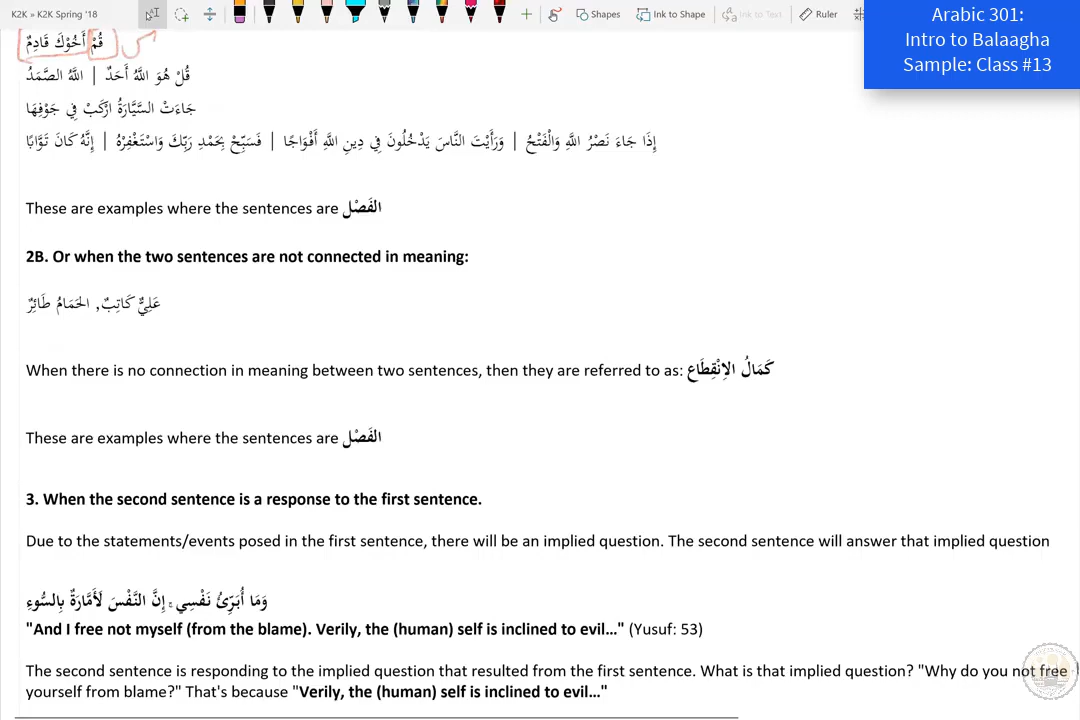 K2K » K2K Spring '18
Shapes
Ink to Shape
Ink to Text
Ruler
Arabic 301:
Intro to Balaagha
Sample: Class #13
قُمْ أَخُوْكَ قَادِمٌ
قُلْ هُوَ اللَّهُ أَحَدٌ | اللَّهُ الصَّمَدُ
جَاءَتْ السَّيَّارَةُ ارْكَبْ فِي جَوْفِهَا
إِذَا جَاءَ نَصْرُ اللَّهِ وَالْفَتْحُ | وَرَأَيْتَ النَّاسَ يَدْخُلُونَ فِي دِينِ اللَّهِ أَفْوَاجًا | فَسَبِّحْ بِحَمْدِ رَبِّكَ وَاسْتَغْفِرْهُ | إِنَّهُ كَانَ تَوَّابًا
These are examples where the sentences are الفَصْل
2B. Or when the two sentences are not connected in meaning:
عَلِيٌّ كَاتِبٌ, الحَمَامُ طَائِرٌ
When there is no connection in meaning between two sentences, then they are referred to as: كَمَالُ الاِنْقِطَاع
These are examples where the sentences are الفَصْل
3. When the second sentence is a response to the first sentence.
Due to the statements/events posed in the first sentence, there will be an implied question. The second sentence will answer that implied question
وَمَا أُبَرِّئُ نَفْسِي ۚ إِنَّ النَّفْسَ لَأَمَّارَةٌ بِالسُّوءِ
"And I free not myself (from the blame). Verily, the (human) self is inclined to evil…" (Yusuf: 53)
The second sentence is responding to the implied question that resulted from the first sentence. What is that implied question? "Why do you not free
yourself from blame?" That's because "Verily, the (human) self is inclined to evil…"